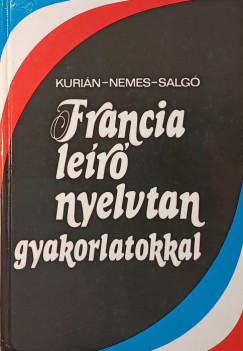 KURIÁN-NEMES-SALGÓ
Francia
leíró
nyelvtan
gyakorlatokkal